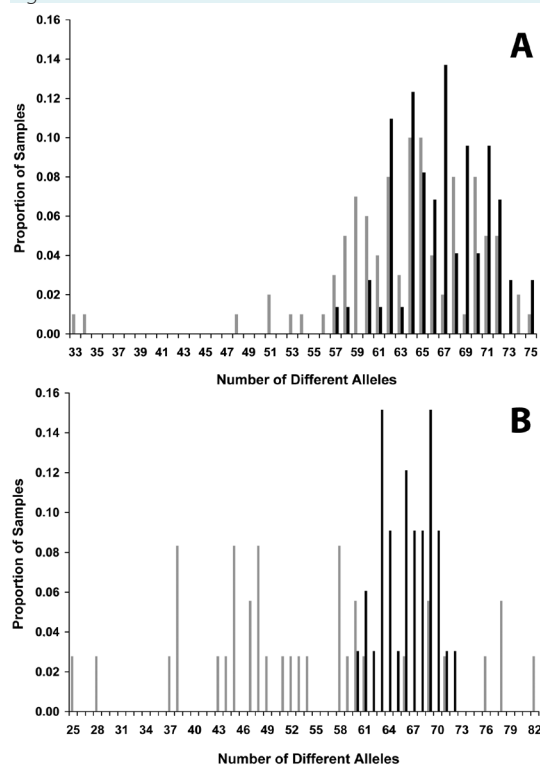 0.16
A
0.14
0.12
0.10
0.08
0.06
0.04
0.02
0.00
Proportion of Samples
33 35 37 39 41 43 45 47 49 51 53 55 57 59 61 63 65 67 69 71 73 75
Number of Different Alleles
0.16
B
0.14
0.12
0.10
0.08
0.06
0.04
0.02
0.00
Proportion of Samples
25 28 31 34 37 40 43 46 49 52 55 58 61 64 67 70 73 76 79 82
Number of Different Alleles